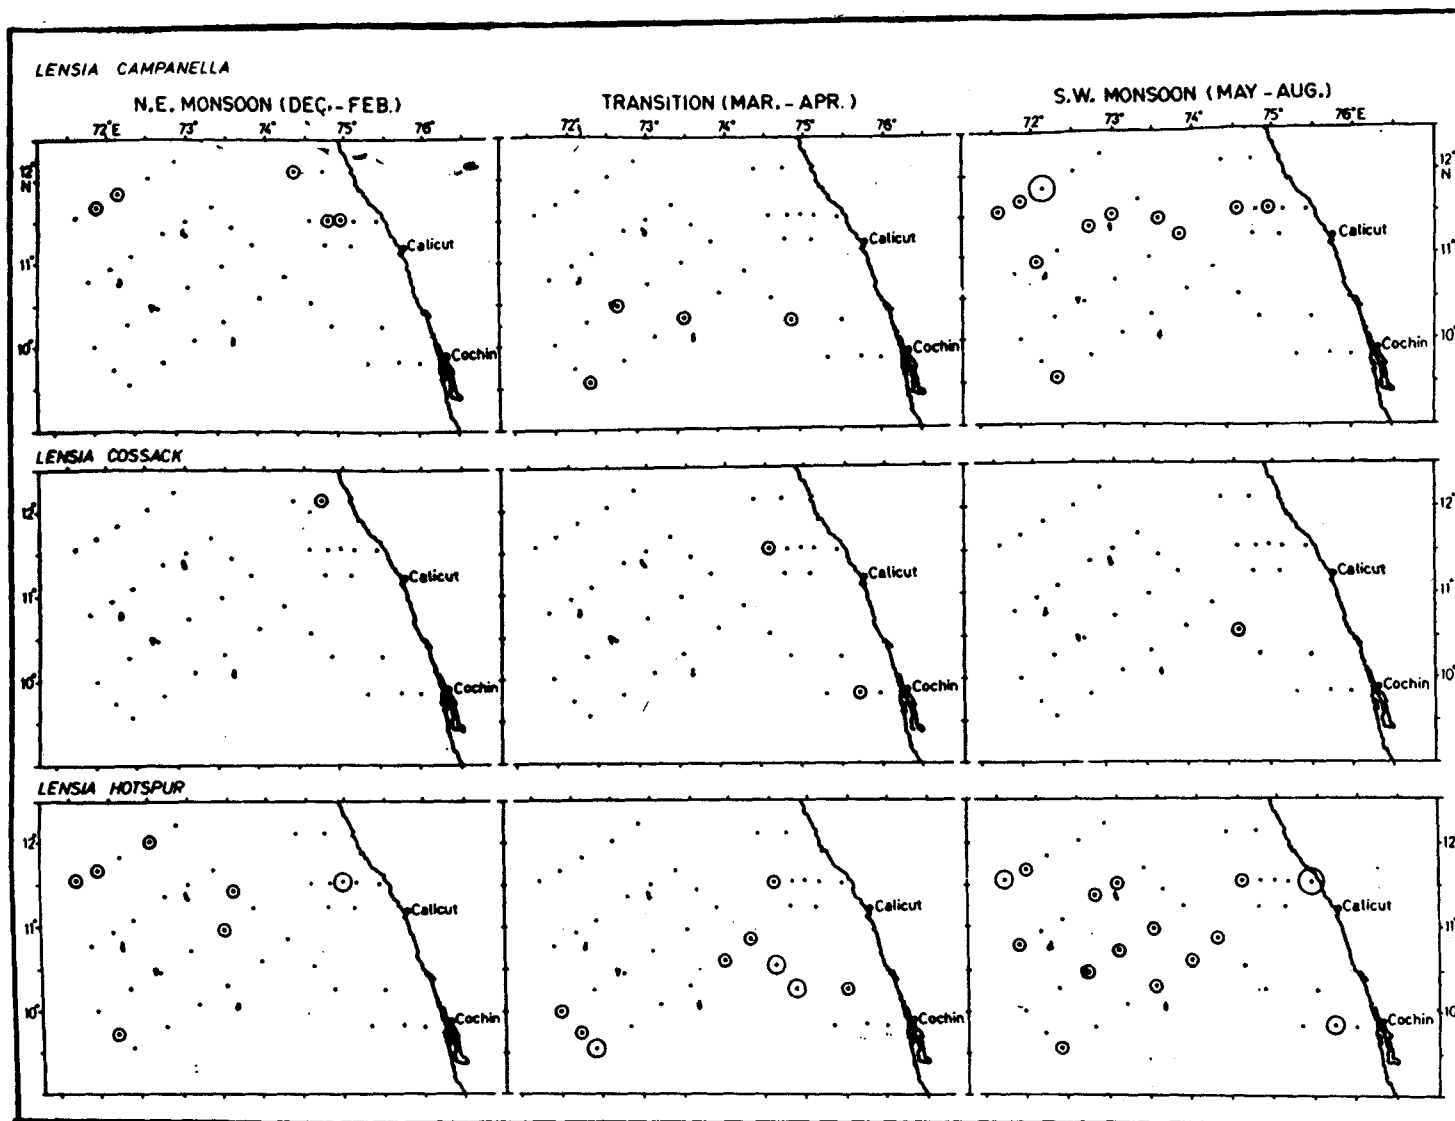 LENSIA CAMPANELLA
N.E. MONSOON (DEC. - FEB.)
TRANSITION (MAR. - APR.)
S.W. MONSOON (MAY - AUG.)
72°E 73° 74° 75° 76°
72° 73° 74° 75° 76°
72° 73° 74° 75° 76°E
12° N
12° N
Calicut
Calicut
Calicut
11°
11°
10°
10°
Cochin
Cochin
Cochin
LENSIA COSSACK
12°
12°
Calicut
Calicut
Calicut
11°
11°
10°
10°
Cochin
Cochin
Cochin
LENSIA HOTSPUR
12°
12
Calicut
Calicut
Calicut
11°
11
10°
10
Cochin
Cochin
Cochin